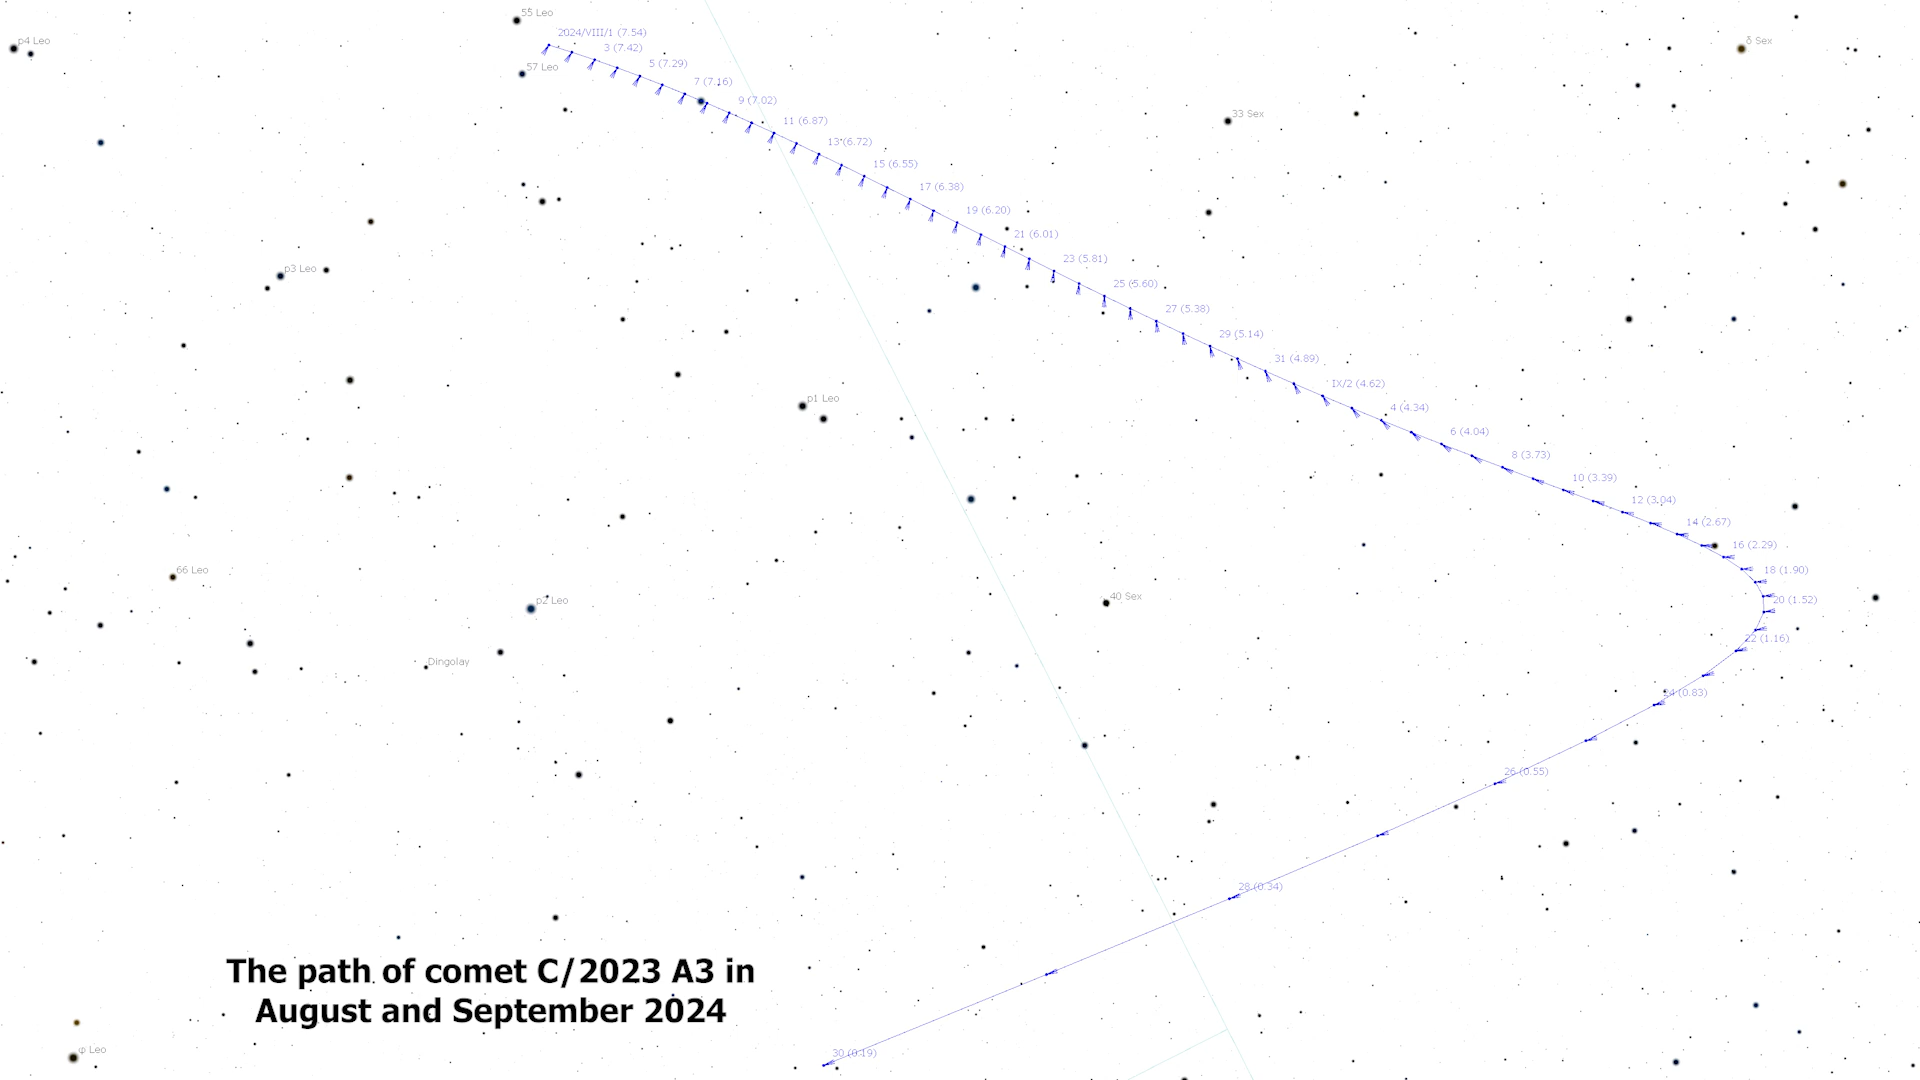 55 Leo
p4 Leo
2024/VIII/1 (7.54)
δ Sex
3 (7.42)
5 (7.29)
57 Leo
7 (7.16)
9 (7.02)
33 Sex
11 (6.87)
13 (6.72)
15 (6.55)
17 (6.38)
19 (6.20)
21 (6.01)
23 (5.81)
p3 Leo
25 (5.60)
27 (5.38)
29 (5.14)
31 (4.89)
IX/2 (4.62)
p1 Leo
4 (4.34)
6 (4.04)
8 (3.73)
10 (3.39)
12 (3.04)
14 (2.67)
16 (2.29)
66 Leo
18 (1.90)
40 Sex
p2 Leo
20 (1.52)
22 (1.16)
Dingolay
24 (0.83)
26 (0.55)
28 (0.34)
The path of comet C/2023 A3 in
August and September 2024
φ Leo
30 (0.19)